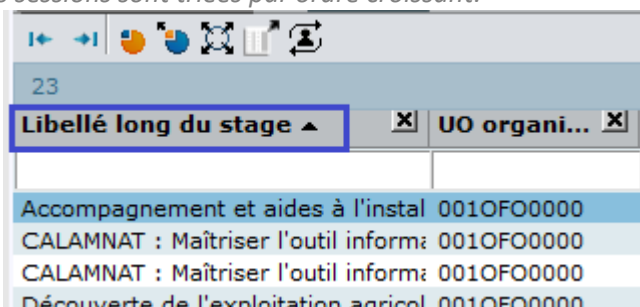 sessions sont triées par ordre croissant.
23
Libellé long du stage ▲ X UO organi... X
Accompagnement et aides à l'instal 001OFO0000
CALAMNAT : Maîtriser l'outil informa 001OFO0000
CALAMNAT : Maîtriser l'outil informa 001OFO0000
Découverte de l'exploitation agricol 001OFO0000